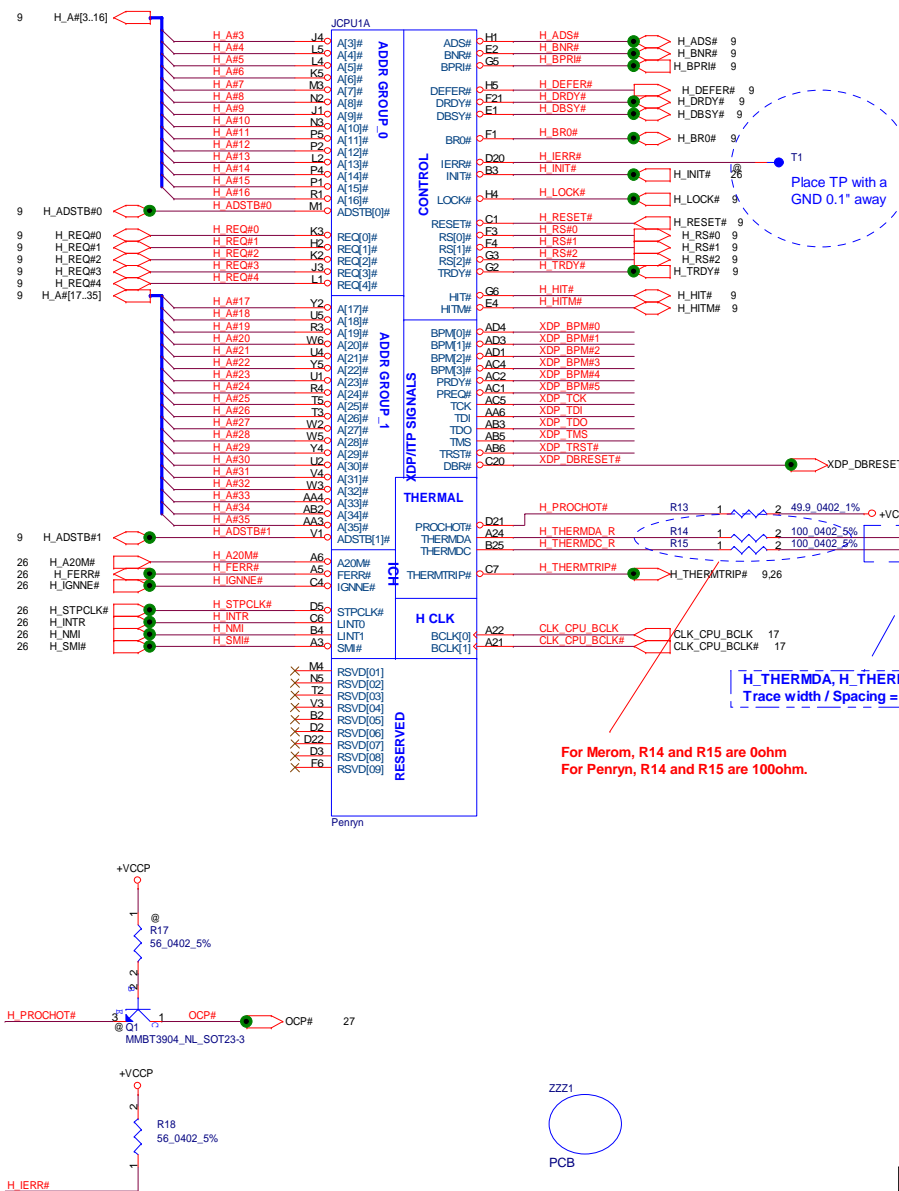 JCPU1A
9 H_A#[3..16]
H_A#3 J4 A[3]#
H_A#4 L5 A[4]#
H_A#5 L4 A[5]#
H_A#6 K5 A[6]#
H_A#7 M3 A[7]#
H_A#8 N2 A[8]#
H_A#9 J1 A[9]#
H_A#10 N3 A[10]#
H_A#11 P5 A[11]#
H_A#12 P2 A[12]#
H_A#13 L2 A[13]#
H_A#14 P4 A[14]#
H_A#15 P1 A[15]#
H_A#16 R1 A[16]#
9 H_ADSTB#0 H_ADSTB#0 M1 ADSTB[0]#
ADDR GROUP_0
9 H_REQ#0 H_REQ#0 K3 REQ[0]#
9 H_REQ#1 H_REQ#1 H2 REQ[1]#
9 H_REQ#2 H_REQ#2 K2 REQ[2]#
9 H_REQ#3 H_REQ#3 J3 REQ[3]#
9 H_REQ#4 H_REQ#4 L1 REQ[4]#
9 H_A#[17..35]
H_A#17 Y2 A[17]#
H_A#18 U5 A[18]#
H_A#19 R3 A[19]#
H_A#20 W6 A[20]#
H_A#21 U4 A[21]#
H_A#22 Y5 A[22]#
H_A#23 U1 A[23]#
H_A#24 R4 A[24]#
H_A#25 T5 A[25]#
H_A#26 T3 A[26]#
H_A#27 W2 A[27]#
H_A#28 W5 A[28]#
H_A#29 Y4 A[29]#
H_A#30 U2 A[30]#
H_A#31 V4 A[31]#
H_A#32 W3 A[32]#
H_A#33 AA4 A[33]#
H_A#34 AB2 A[34]#
H_A#35 AA3 A[35]#
9 H_ADSTB#1 H_ADSTB#1 V1 ADSTB[1]#
ADDR GROUP_1
26 H_A20M# H_A20M# A6 A20M#
26 H_FERR# H_FERR# A5 FERR#
26 H_IGNNE# H_IGNNE# C4 IGNNE#
ICH
26 H_STPCLK# H_STPCLK# D5 STPCLK#
26 H_INTR H_INTR C6 LINT0
26 H_NMI H_NMI B4 LINT1
26 H_SMI# H_SMI# A3 SMI#
M4 RSVD[01]
N5 RSVD[02]
T2 RSVD[03]
V3 RSVD[04]
B2 RSVD[05]
D2 RSVD[06]
D22 RSVD[07]
D3 RSVD[08]
F6 RSVD[09]
RESERVED
Penryn
CONTROL
ADS# H1 H_ADS# H_ADS# 9
BNR# E2 H_BNR# H_BNR# 9
BPRI# G5 H_BPRI# H_BPRI# 9
DEFER# H5 H_DEFER# H_DEFER# 9
DRDY# F21 H_DRDY# H_DRDY# 9
DBSY# E1 H_DBSY# H_DBSY# 9
BR0# F1 H_BR0# H_BR0# 9
IERR# D20 H_IERR# @ T1
INIT# B3 H_INIT# H_INIT# 26
LOCK# H4 H_LOCK# H_LOCK# 9
Place TP with a
GND 0.1" away
RESET# C1 H_RESET# H_RESET# 9
RS[0]# F3 H_RS#0 H_RS#0 9
RS[1]# F4 H_RS#1 H_RS#1 9
RS[2]# G3 H_RS#2 H_RS#2 9
TRDY# G2 H_TRDY# H_TRDY# 9
HIT# G6 H_HIT# H_HIT# 9
HITM# E4 H_HITM# H_HITM# 9
XDP/ITP SIGNALS
BPM[0]# AD4 XDP_BPM#0
BPM[1]# AD3 XDP_BPM#1
BPM[2]# AD1 XDP_BPM#2
BPM[3]# AC4 XDP_BPM#3
PRDY# AC2 XDP_BPM#4
PREQ# AC1 XDP_BPM#5
TCK AC5 XDP_TCK
TDI AA6 XDP_TDI
TDO AB3 XDP_TDO
TMS AB5 XDP_TMS
TRST# AB6 XDP_TRST#
DBR# C20 XDP_DBRESET# XDP_DBRESET
THERMAL
PROCHOT# D21 H_PROCHOT# R13 1 2 49.9_0402_1% +VC
THERMDA A24 H_THERMDA_R R14 1 2 100_0402_5%
THERMDC B25 H_THERMDC_R R15 1 2 100_0402_5%
THERMTRIP# C7 H_THERMTRIP# H_THERMTRIP# 9,26
H CLK
BCLK[0] A22 CLK_CPU_BCLK CLK_CPU_BCLK 17
BCLK[1] A21 CLK_CPU_BCLK# CLK_CPU_BCLK# 17
H_THERMDA, H_THER
Trace width / Spacing =
For Merom, R14 and R15 are 0ohm
For Penryn, R14 and R15 are 100ohm.
+VCCP
1 @
R17
56_0402_5%
2
2
B
H_PROCHOT# 3 E C 1 OCP# OCP# 27
@ Q1
MMBT3904_NL_SOT23-3
+VCCP
2
R18
56_0402_5%
1
H_IERR#
ZZZ1
PCB